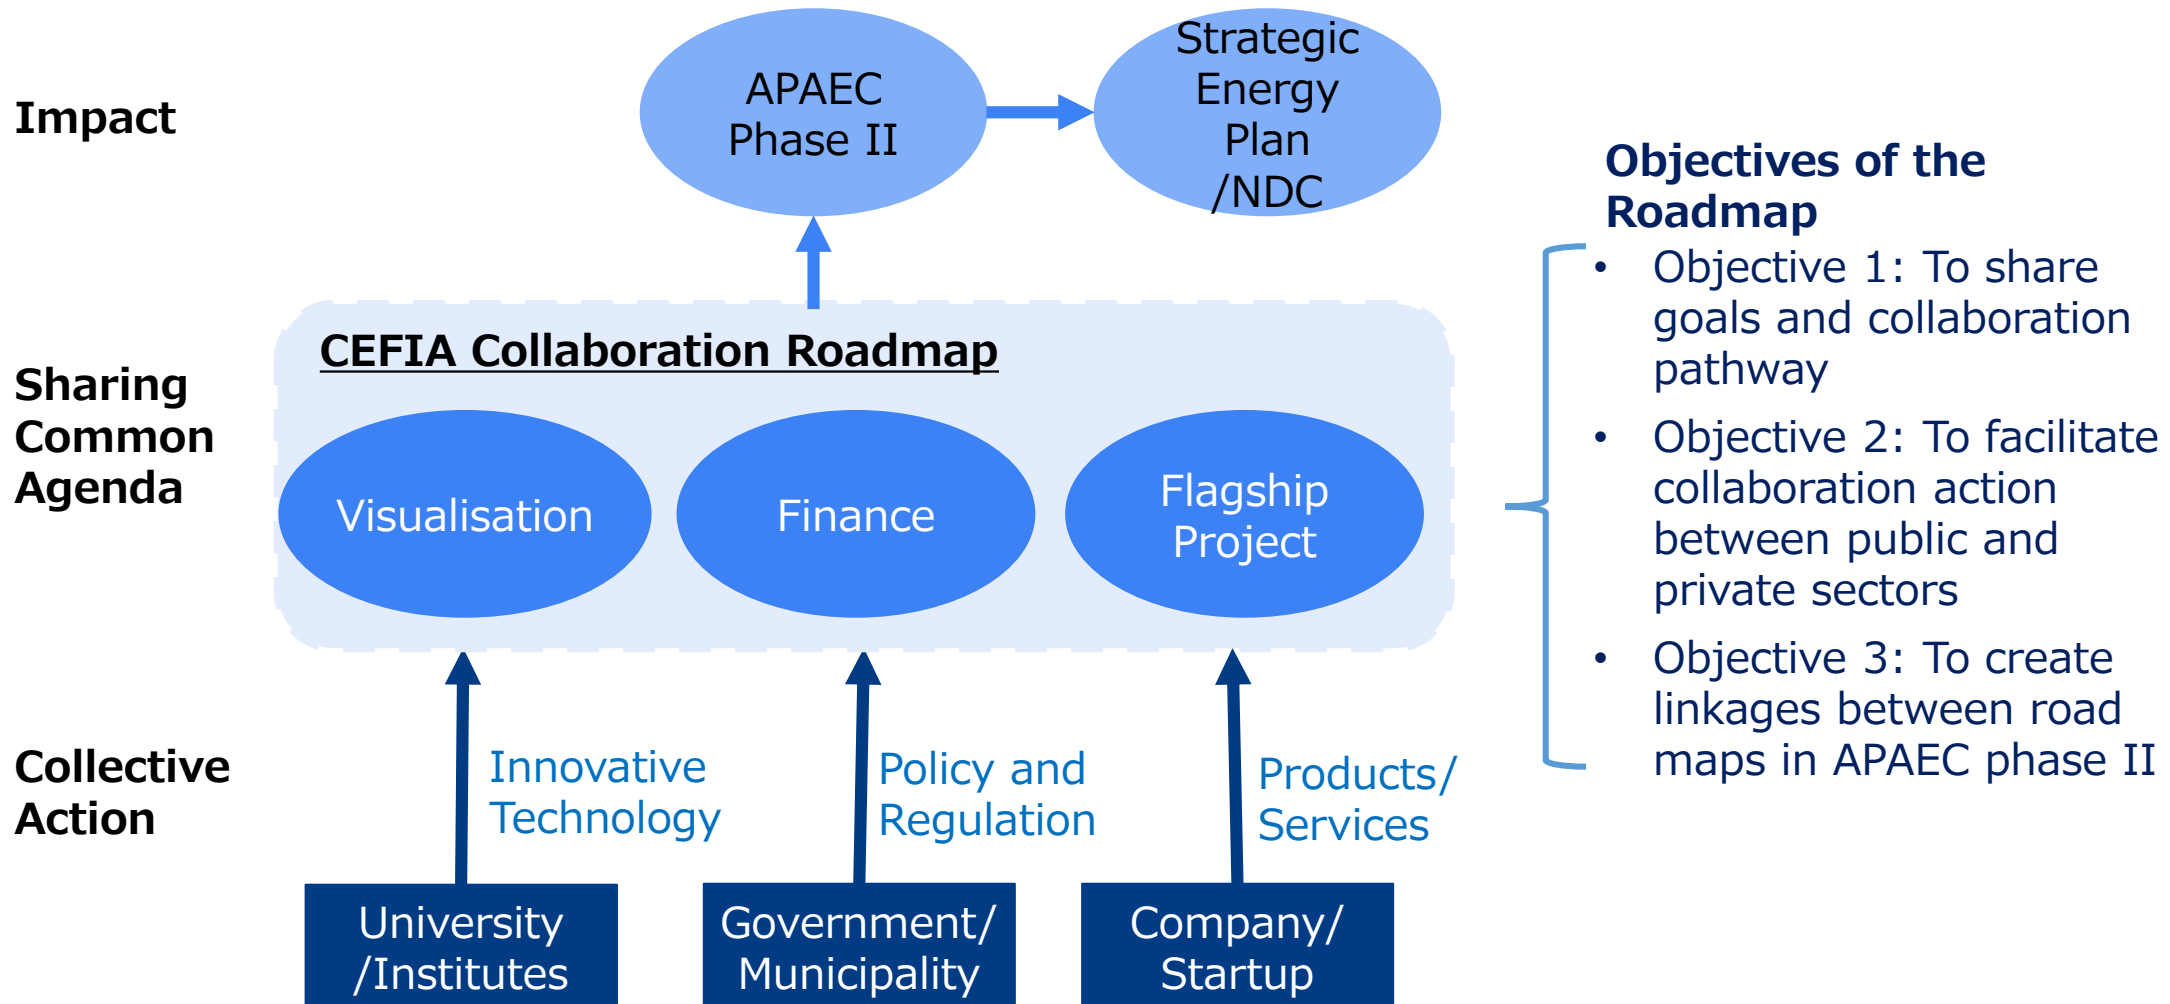 Impact
APAEC
Phase II
Strategic
Energy
Plan
/NDC
Sharing
Common
Agenda
CEFIA Collaboration Roadmap
Visualisation
Finance
Flagship
Project
Collective
Action
Innovative
Technology
Policy and
Regulation
Products/
Services
University
/Institutes
Government/
Municipality
Company/
Startup
Objectives of the
Roadmap
• Objective 1: To share
goals and collaboration
pathway
• Objective 2: To facilitate
collaboration action
between public and
private sectors
• Objective 3: To create
linkages between road
maps in APAEC phase II